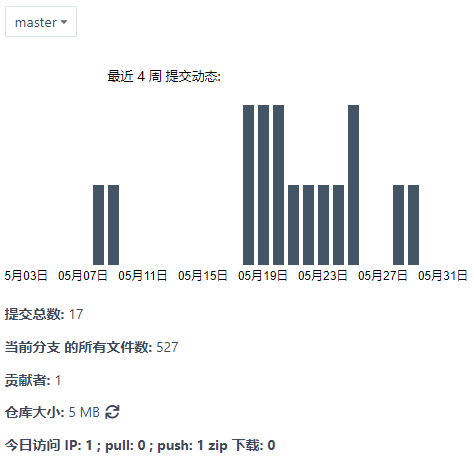 master
最近 4 周 提交动态:
5月03日 05月07日 05月11日 05月15日 05月19日 05月23日 05月27日 05月31日
提交总数: 17
当前分支 的所有文件数: 527
贡献者: 1
仓库大小: 5 MB
今日访问 IP: 1 ; pull: 0 ; push: 1 zip 下载: 0